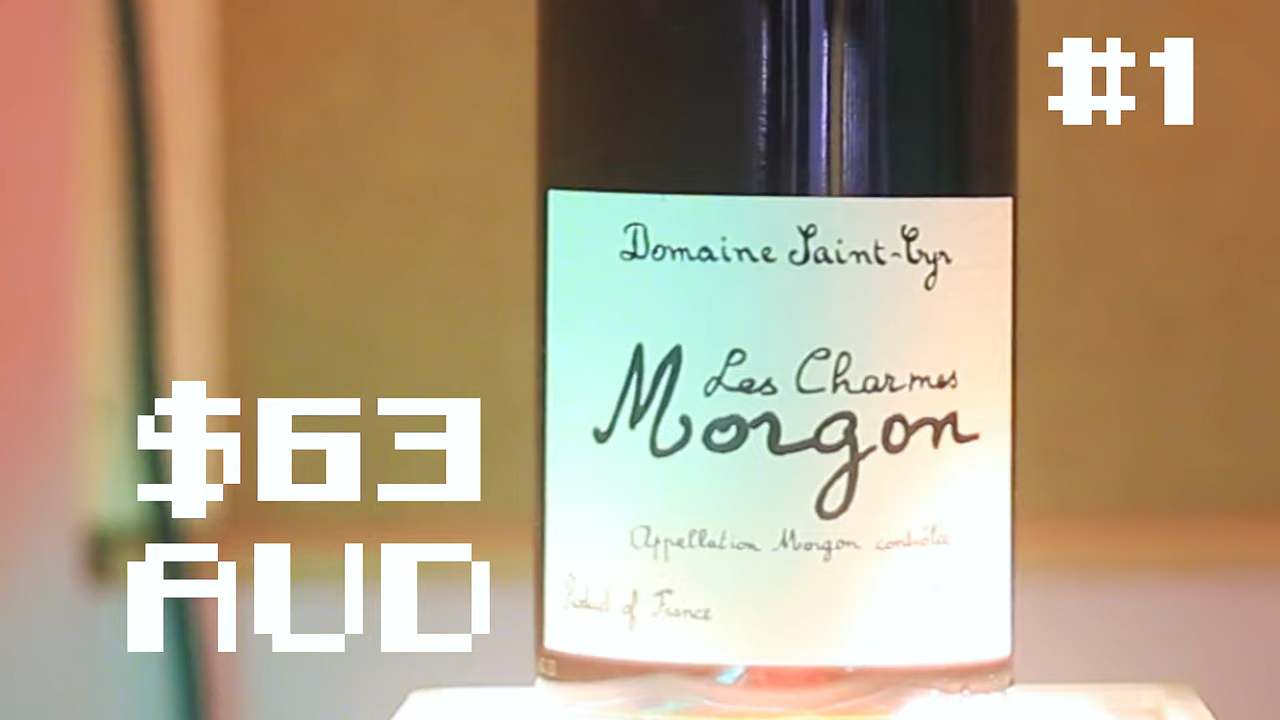 #1
Domaine Saint-Cyr
Les Charmes
Morgon
Appellation Morgon contrôlée
Product of France
$63
AUD